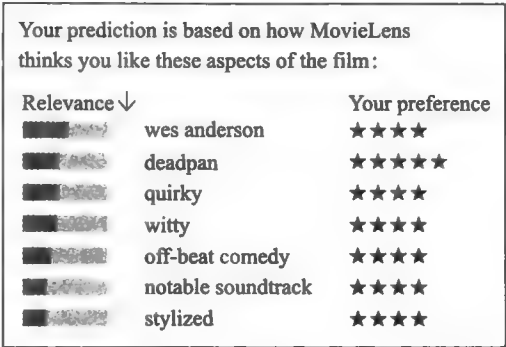 Your prediction is based on how MovieLens
thinks you like these aspects of the film:
Relevance↓ Your preference
wes anderson ★★★★
deadpan ★★★★★
quirky ★★★★
witty ★★★★
off-beat comedy ★★★★
notable soundtrack ★★★★
stylized ★★★★